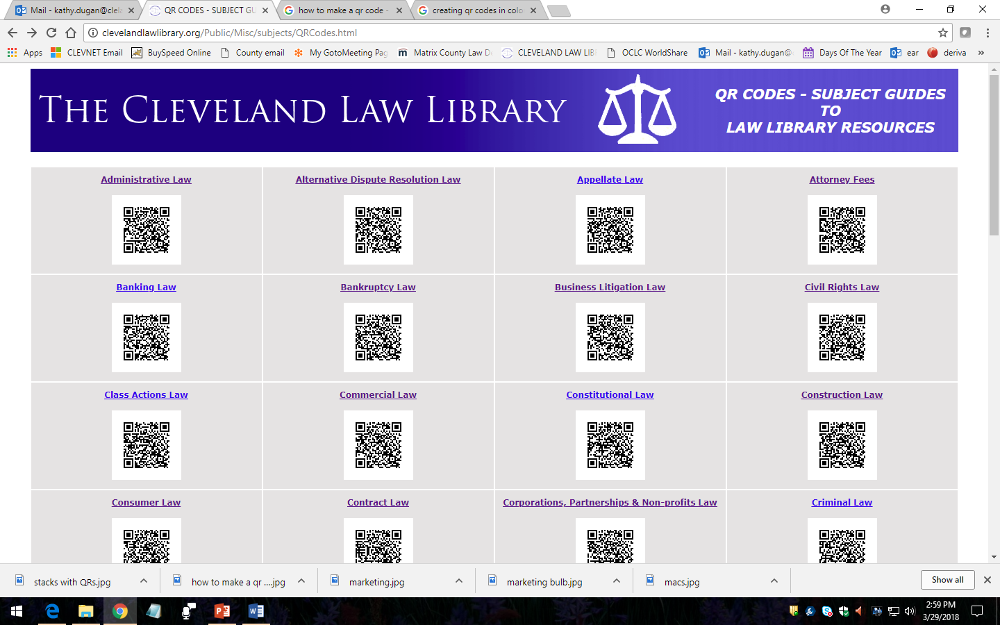 Mail - kathy.dugan@clela
QR CODES - SUBJECT GU
how to make a qr code -
creating qr codes in colo
clevelandlawlibrary.org/Public/Misc/subjects/QRCodes.html
Apps
CLEVNET Email
BuySpeed Online
County email
My GotoMeeting Pag
Matrix County Law De
CLEVELAND LAW LIB
OCLC WorldShare
Mail - kathy.dugan@
Days Of The Year
ear
deriva
»
THE CLEVELAND LAW LIBRARY
QR CODES - SUBJECT GUIDES
TO
LAW LIBRARY RESOURCES
Administrative Law
Alternative Dispute Resolution Law
Appellate Law
Attorney Fees
Banking Law
Bankruptcy Law
Business Litigation Law
Civil Rights Law
Class Actions Law
Commercial Law
Constitutional Law
Construction Law
Consumer Law
Contract Law
Corporations, Partnerships & Non-profits Law
Criminal Law
stacks with QRs.jpg
how to make a qr ....jpg
marketing.jpg
marketing bulb.jpg
macs.jpg
Show all
2:59 PM
3/29/2018